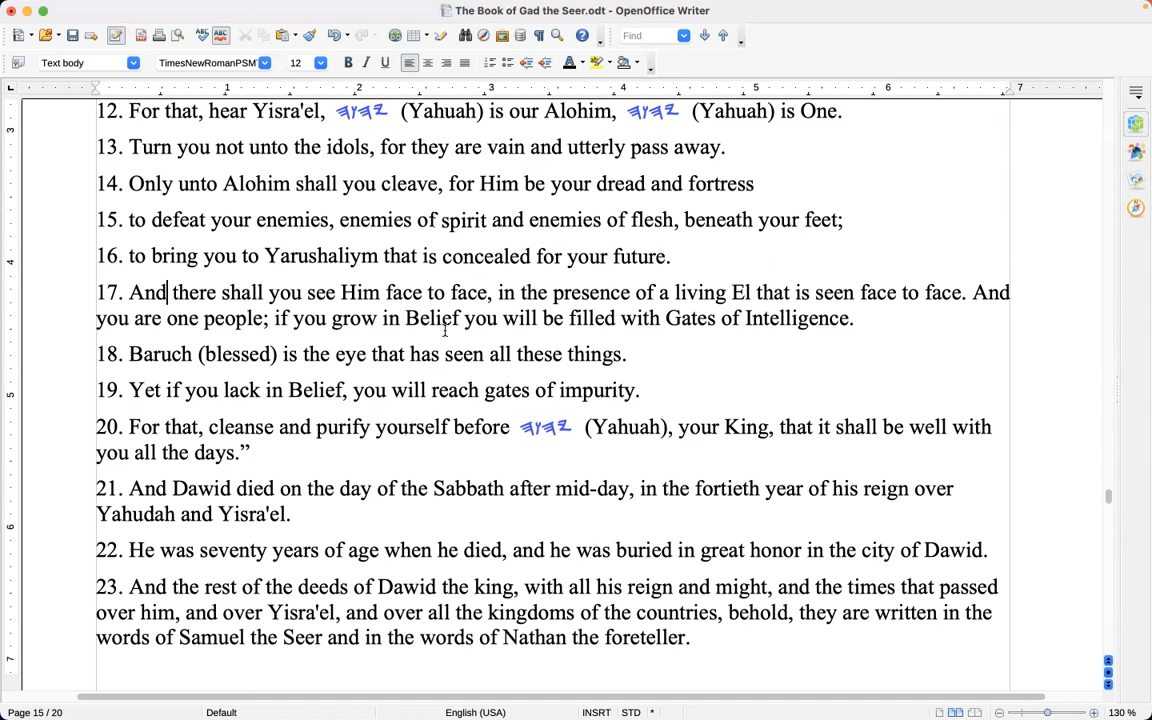 The Book of Gad the Seer.odt - OpenOffice Writer
Find
Text body TimesNewRomanPSMT 12
1 2 3 4 5 6 7
12. For that, hear Yisra'el, 𐤉𐤄𐤅𐤄 (Yahuah) is our Alohim, 𐤉𐤄𐤅𐤄 (Yahuah) is One.
13. Turn you not unto the idols, for they are vain and utterly pass away.
14. Only unto Alohim shall you cleave, for Him be your dread and fortress
15. to defeat your enemies, enemies of spirit and enemies of flesh, beneath your feet;
16. to bring you to Yarushaliym that is concealed for your future.
17. And there shall you see Him face to face, in the presence of a living El that is seen face to face. And
you are one people; if you grow in Belief you will be filled with Gates of Intelligence.
18. Baruch (blessed) is the eye that has seen all these things.
19. Yet if you lack in Belief, you will reach gates of impurity.
20. For that, cleanse and purify yourself before 𐤉𐤄𐤅𐤄 (Yahuah), your King, that it shall be well with
you all the days.”
21. And Dawid died on the day of the Sabbath after mid-day, in the fortieth year of his reign over
Yahudah and Yisra'el.
22. He was seventy years of age when he died, and he was buried in great honor in the city of Dawid.
23. And the rest of the deeds of Dawid the king, with all his reign and might, and the times that passed
over him, and over Yisra'el, and over all the kingdoms of the countries, behold, they are written in the
words of Samuel the Seer and in the words of Nathan the foreteller.
Page 15 / 20 Default English (USA) INSRT STD * 130 %